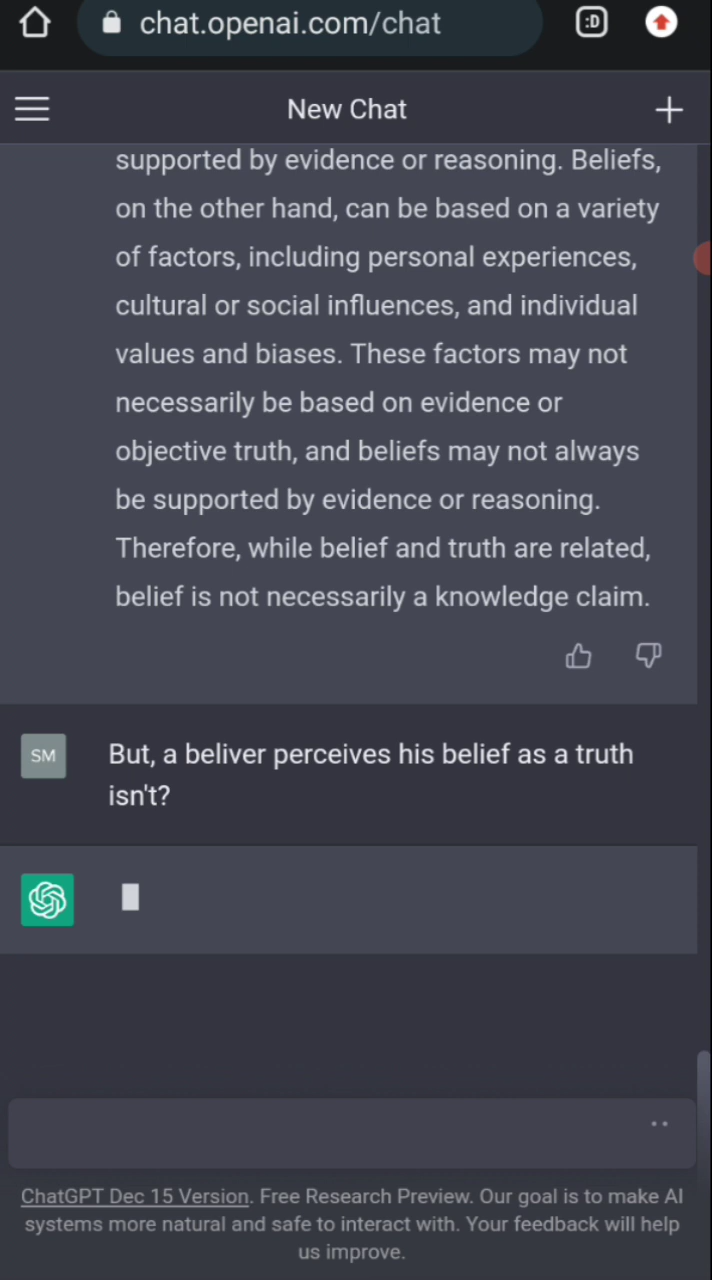 chat.openai.com/chat
:D
New Chat
supported by evidence or reasoning. Beliefs,
on the other hand, can be based on a variety
of factors, including personal experiences,
cultural or social influences, and individual
values and biases. These factors may not
necessarily be based on evidence or
objective truth, and beliefs may not always
be supported by evidence or reasoning.
Therefore, while belief and truth are related,
belief is not necessarily a knowledge claim.
SM
But, a beliver perceives his belief as a truth
isn't?
ChatGPT Dec 15 Version. Free Research Preview. Our goal is to make AI
systems more natural and safe to interact with. Your feedback will help
us improve.